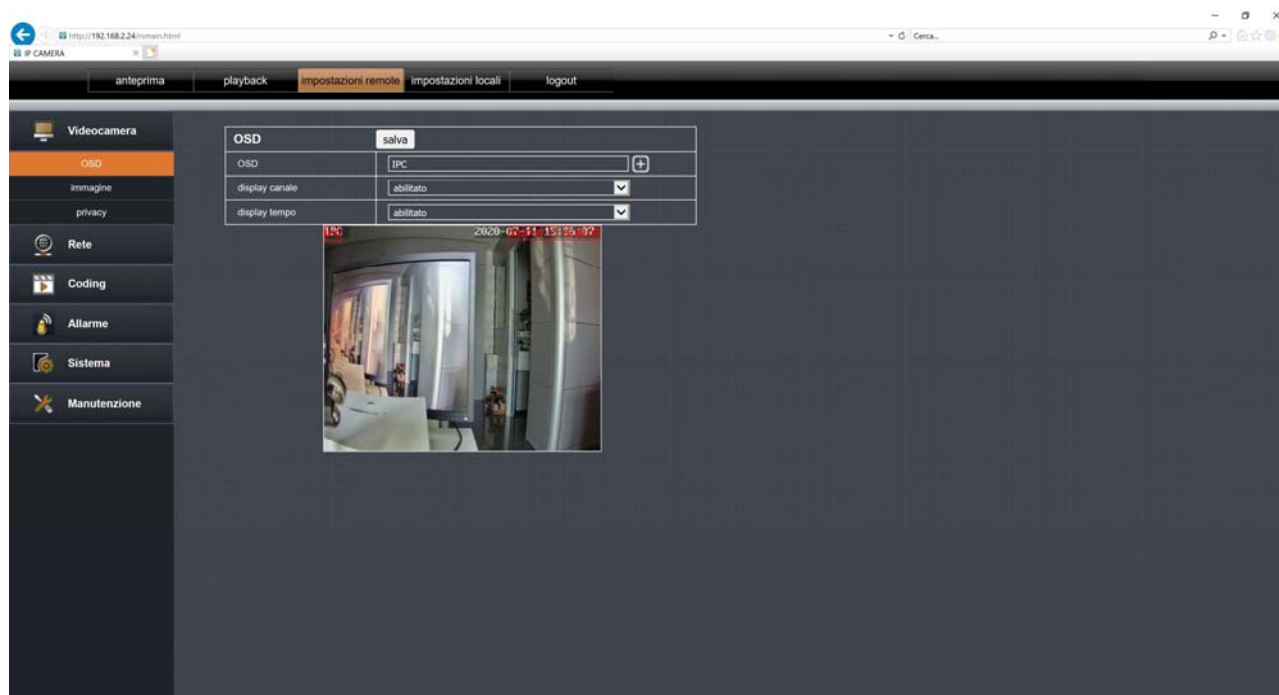 http://192.168.2.24/rsmain.html
Cerca...
IP CAMERA
anteprima playback impostazioni remote impostazioni locali logout
Videocamera
OSD
immagine
privacy
Rete
Coding
Allarme
Sistema
Manutenzione
OSD salva
OSD IPC
display canale abilitato
display tempo abilitato
IPC